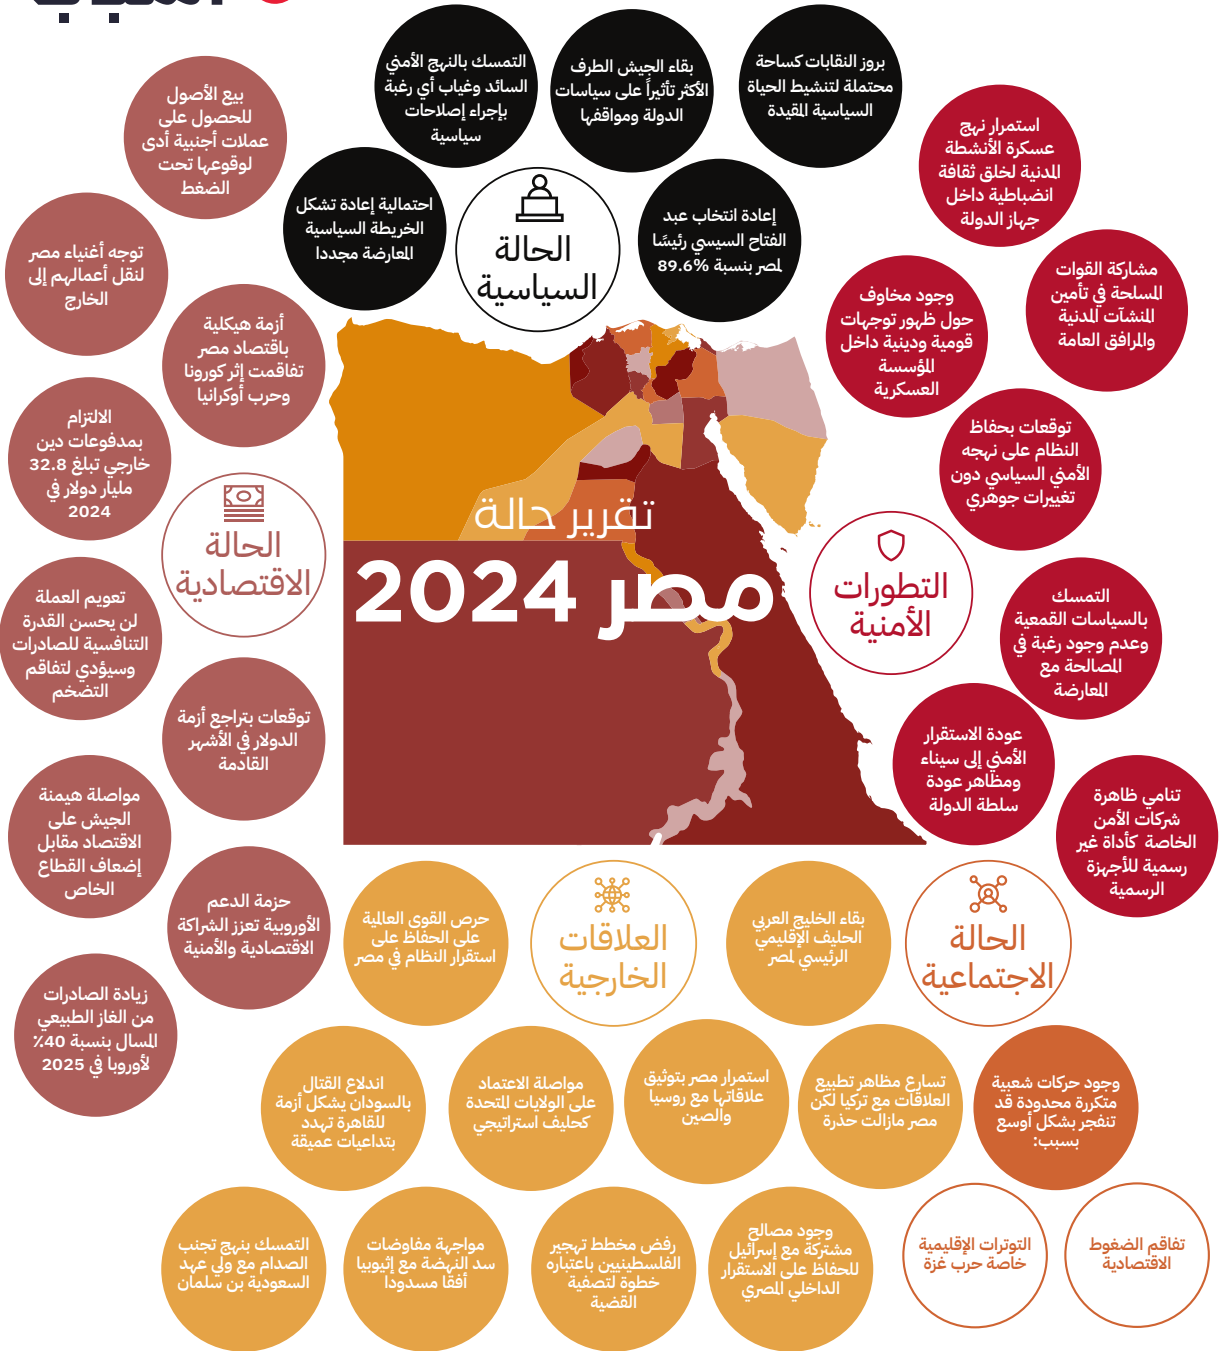 التمسك بالنهج الأمني
السائد وغياب أي رغبة
بإجراء إصلاحات
سياسية
بقاء الجيش الطرف
الأكثر تأثيراً على سياسات
الدولة ومواقفها
بروز النقابات كساحة
محتملة لتنشيط الحياة
السياسية المقيدة
احتمالية إعادة تشكل
الخريطة السياسية
المعارضة مجددا
الحالة
السياسية
إعادة انتخاب عبد
الفتاح السيسي رئيسًا
لمصر بنسبة 89.6%
استمرار نهج
عسكرة الأنشطة
المدنية لخلق ثقافة
انضباطية داخل
جهاز الدولة
مشاركة القوات
المسلحة في تأمين
المنشآت المدنية
والمرافق العامة
وجود مخاوف
حول ظهور توجهات
قومية ودينية داخل
المؤسسة
العسكرية
توقعات بحفاظ
النظام على نهجه
الأمني السياسي دون
تغييرات جوهري
التطورات
الأمنية
التمسك
بالسياسات القمعية
وعدم وجود رغبة في
المصالحة مع
المعارضة
عودة الاستقرار
الأمني إلى سيناء
ومظاهر عودة
سلطة الدولة
تنامي ظاهرة
شركات الأمن
الخاصة كأداة غير
رسمية للأجهزة
الرسمية
تقرير حالة
مصر 2024
بيع الأصول
للحصول على
عملات أجنبية أدى
لوقوعها تحت
الضغط
توجه أغنياء مصر
لنقل أعمالهم إلى
الخارج
أزمة هيكلية
باقتصاد مصر
تفاقمت إثر كورونا
وحرب أوكرانيا
الالتزام
بمدفوعات دين
خارجي تبلغ 32.8
مليار دولار في
2024
الحالة
الاقتصادية
تعويم العملة
لن يحسن القدرة
التنافسية للصادرات
وسيؤدي لتفاقم
التضخم
توقعات بتراجع أزمة
الدولار في الأشهر
القادمة
مواصلة هيمنة
الجيش على
الاقتصاد مقابل
إضعاف القطاع
الخاص
حزمة الدعم
الأوروبية تعزز الشراكة
الاقتصادية والأمنية
زيادة الصادرات
من الغاز الطبيعي
المسال بنسبة 40٪
لأوروبا في 2025
حرص القوى العالمية
على الحفاظ على
استقرار النظام في مصر
العلاقات
الخارجية
بقاء الخليج العربي
الحليف الإقليمي
الرئيسي لمصر
الحالة
الاجتماعية
اندلاع القتال
بالسودان يشكل أزمة
للقاهرة تهدد
بتداعيات عميقة
مواصلة الاعتماد
على الولايات المتحدة
كحليف استراتيجي
استمرار مصر بتوثيق
علاقاتها مع روسيا
والصين
تسارع مظاهر تطبيع
العلاقات مع تركيا لكن
مصر مازالت حذرة
وجود حركات شعبية
متكررة محدودة قد
تنفجر بشكل أوسع
بسبب:
التمسك بنهج تجنب
الصدام مع ولي عهد
السعودية بن سلمان
مواجهة مفاوضات
سد النهضة مع إثيوبيا
أفقًا مسدودا
رفض مخطط تهجير
الفلسطينيين باعتباره
خطوة لتصفية
القضية
وجود مصالح
مشتركة مع إسرائيل
للحفاظ على الاستقرار
الداخلي المصري
التوترات الإقليمية
خاصة حرب غزة
تفاقم الضغوط
الاقتصادية